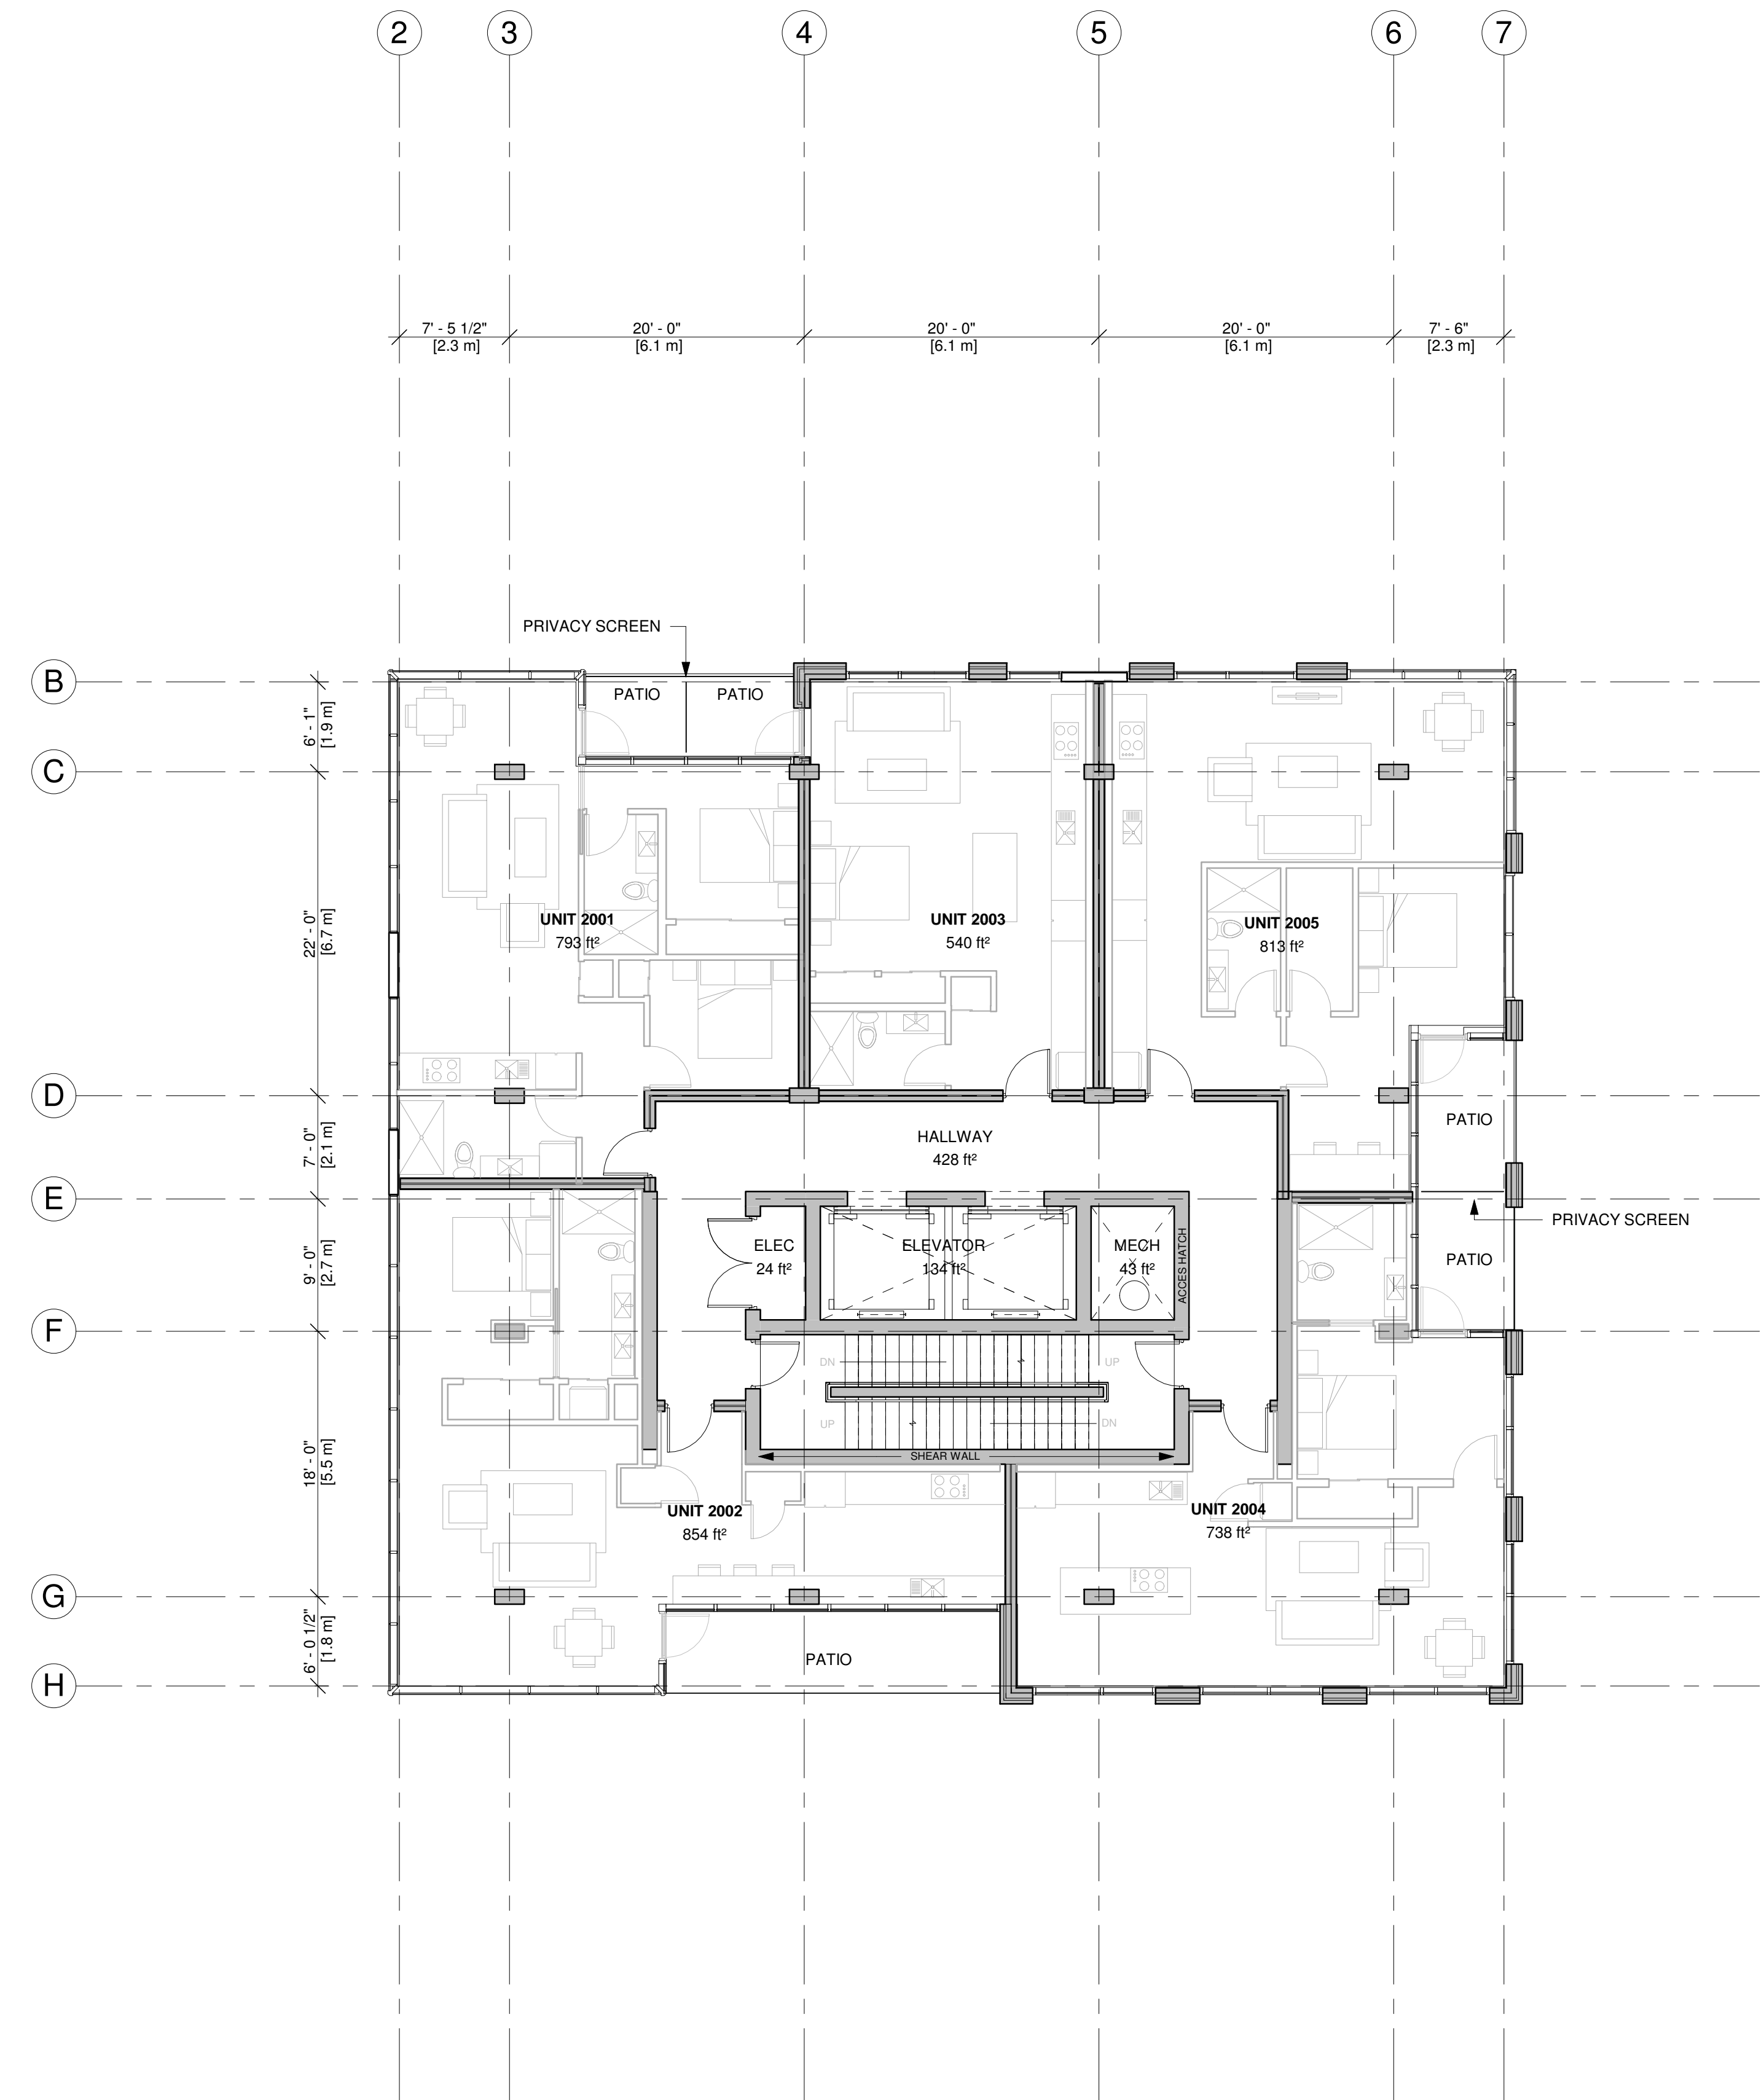 2
3
4
5
6
7
7' - 5 1/2"
[2.3 m]
20' - 0"
[6.1 m]
20' - 0"
[6.1 m]
20' - 0"
[6.1 m]
7' - 6"
[2.3 m]
PRIVACY SCREEN
B
PATIO
PATIO
6' - 1"
[1.9 m]
C
22' - 0"
[6.7 m]
UNIT 2001
793 ft²
UNIT 2003
540 ft²
UNIT 2005
813 ft²
D
7' - 0"
[2.1 m]
HALLWAY
428 ft²
PATIO
E
PRIVACY SCREEN
9' - 0"
[2.7 m]
ELEC
24 ft²
ELEVATOR
134 ft²
MECH
43 ft²
ACCES HATCH
PATIO
F
DN
UP
UP
DN
SHEAR WALL
18' - 0"
[5.5 m]
UNIT 2002
854 ft²
UNIT 2004
738 ft²
G
6' - 0 1/2"
[1.8 m]
PATIO
H